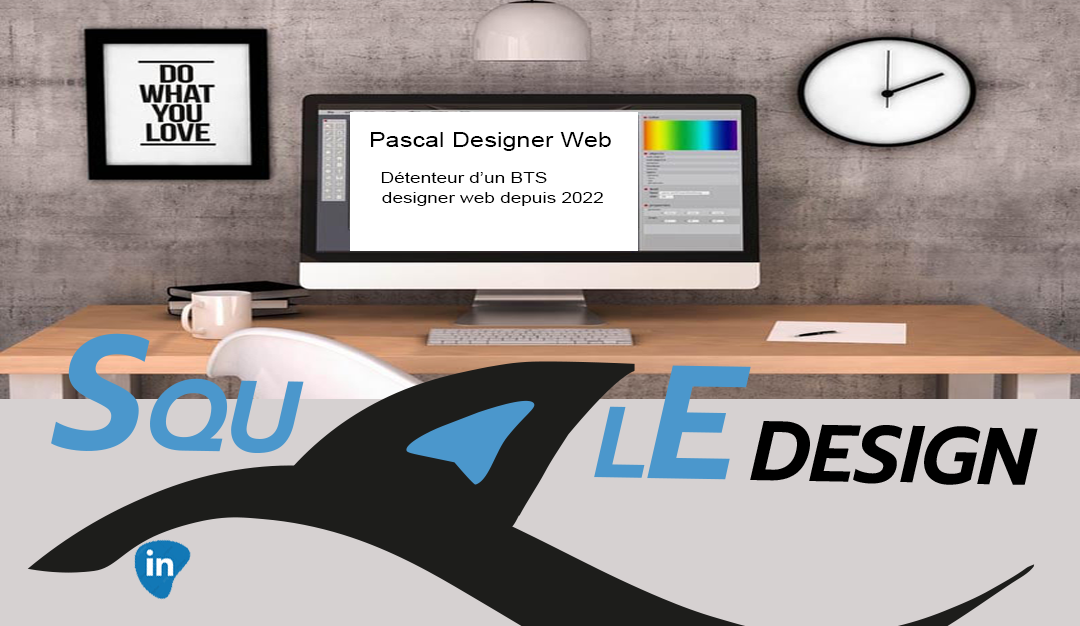 DO
WHAT
YOU
LOVE
Pascal Designer Web
Détenteur d’un BTS
designer web depuis 2022
SQU LE DESIGN
in